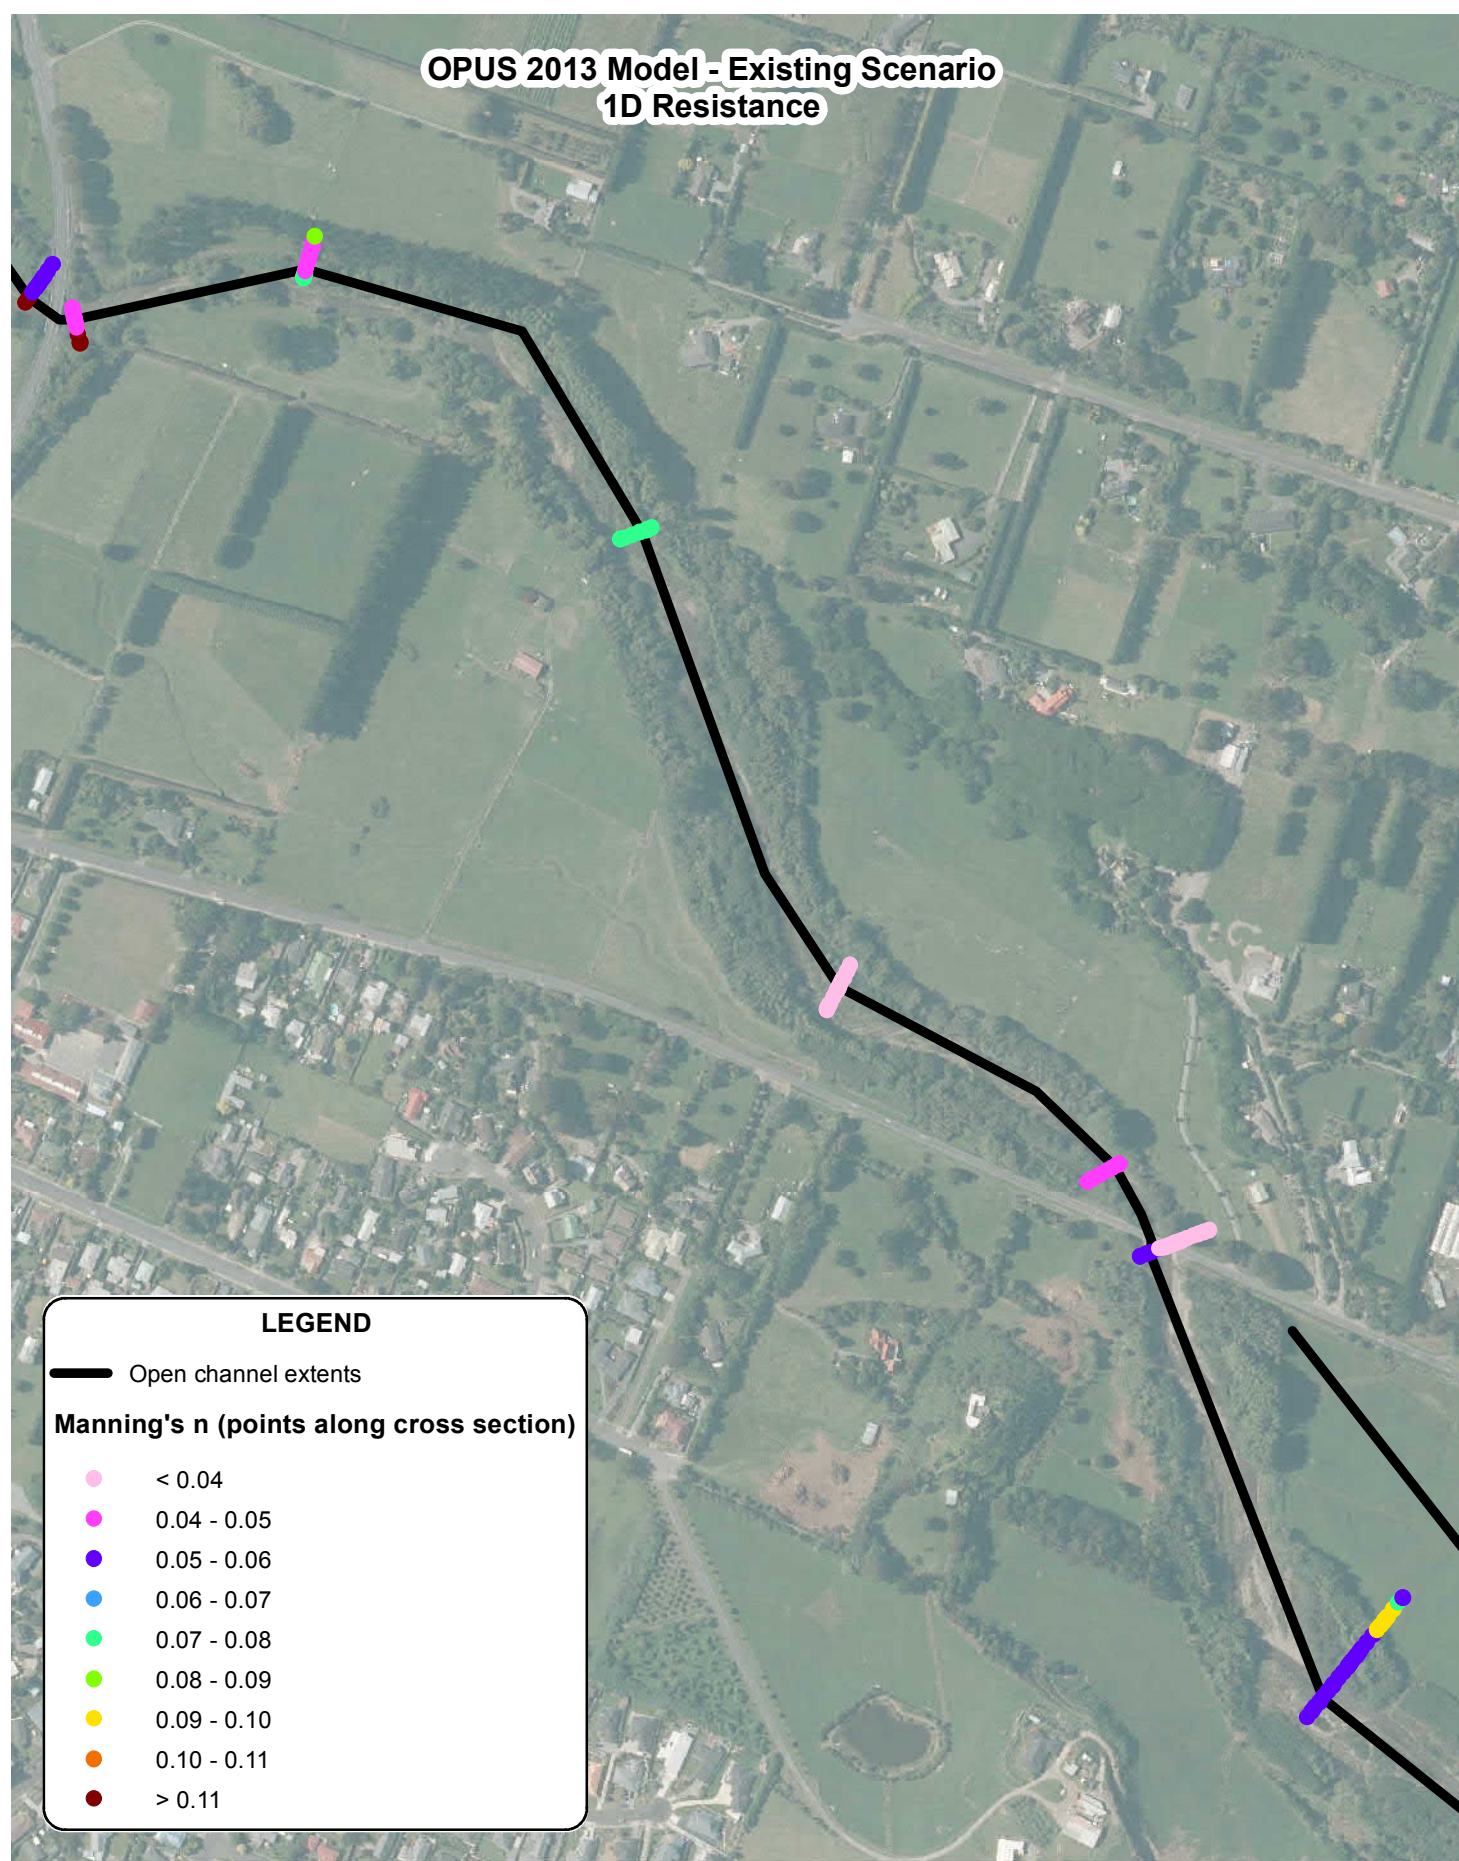 OPUS 2013 Model - Existing Scenario
1D Resistance
LEGEND
Open channel extents
Manning's n (points along cross section)
< 0.04
0.04 - 0.05
0.05 - 0.06
0.06 - 0.07
0.07 - 0.08
0.08 - 0.09
0.09 - 0.10
0.10 - 0.11
> 0.11